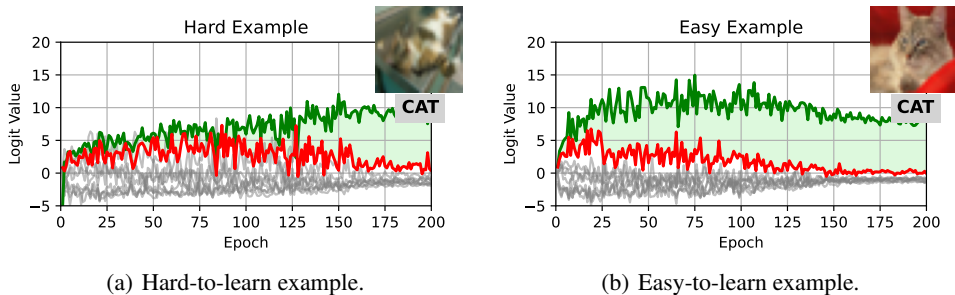 Hard Example
20
15
10
5
0
−5
Logit Value
CAT
0 25 50 75 100 125 150 175 200
Epoch
(a) Hard-to-learn example.
Easy Example
20
15
10
5
0
−5
Logit Value
CAT
0 25 50 75 100 125 150 175 200
Epoch
(b) Easy-to-learn example.